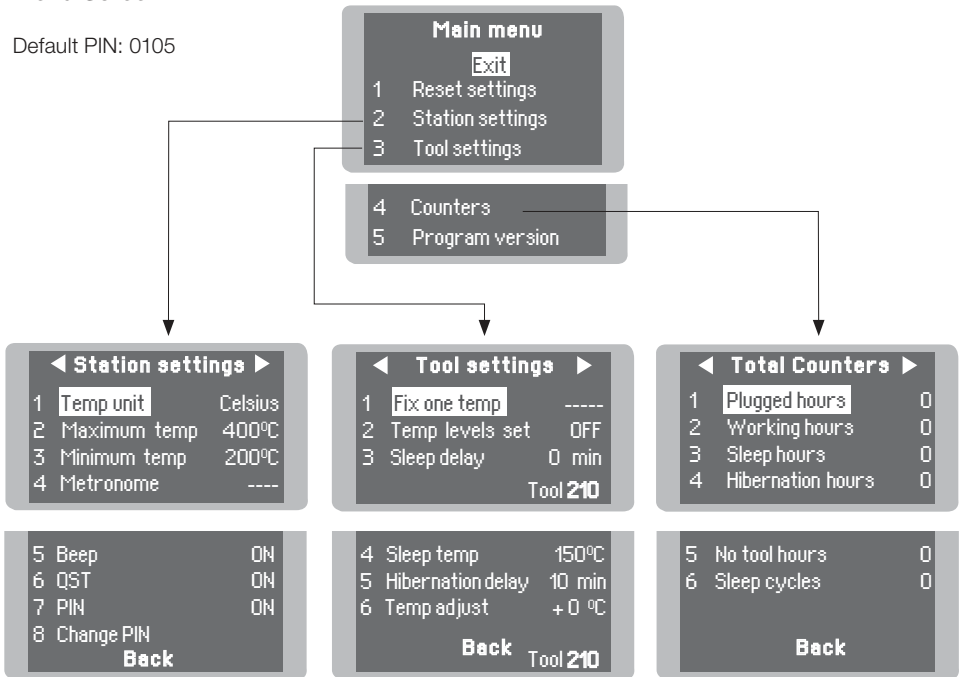 Default PIN: 0105
Main menu
Exit
1 Reset settings
2 Station settings
3 Tool settings
4 Counters
5 Program version
◀ Station settings ▶
1 Temp unit Celsius
2 Maximum temp 400ºC
3 Minimum temp 200ºC
4 Metronome ----
5 Beep ON
6 QST ON
7 PIN ON
8 Change PIN
Back
◀ Tool settings ▶
1 Fix one temp -----
2 Temp levels set OFF
3 Sleep delay 0 min
Tool 210
4 Sleep temp 150ºC
5 Hibernation delay 10 min
6 Temp adjust +0 ºC
Back
Tool 210
◀ Total Counters ▶
1 Plugged hours 0
2 Working hours 0
3 Sleep hours 0
4 Hibernation hours 0
5 No tool hours 0
6 Sleep cycles 0
Back